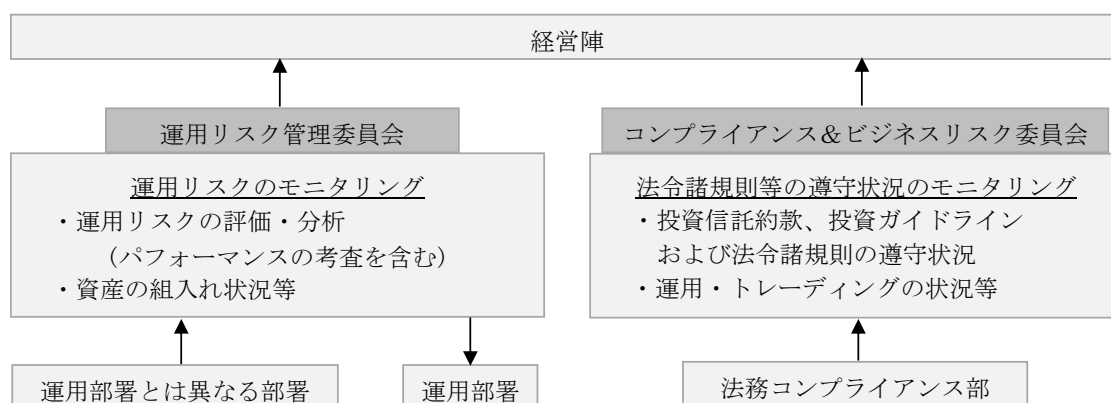 経営陣
運用リスク管理委員会
運用リスクのモニタリング
・運用リスクの評価・分析
（パフォーマンスの考査を含む）
・資産の組入れ状況等
コンプライアンス＆ビジネスリスク委員会
法令諸規則等の遵守状況のモニタリング
・投資信託約款、投資ガイドライン
および法令諸規則の遵守状況
・運用・トレーディングの状況等
運用部署とは異なる部署
運用部署
法務コンプライアンス部